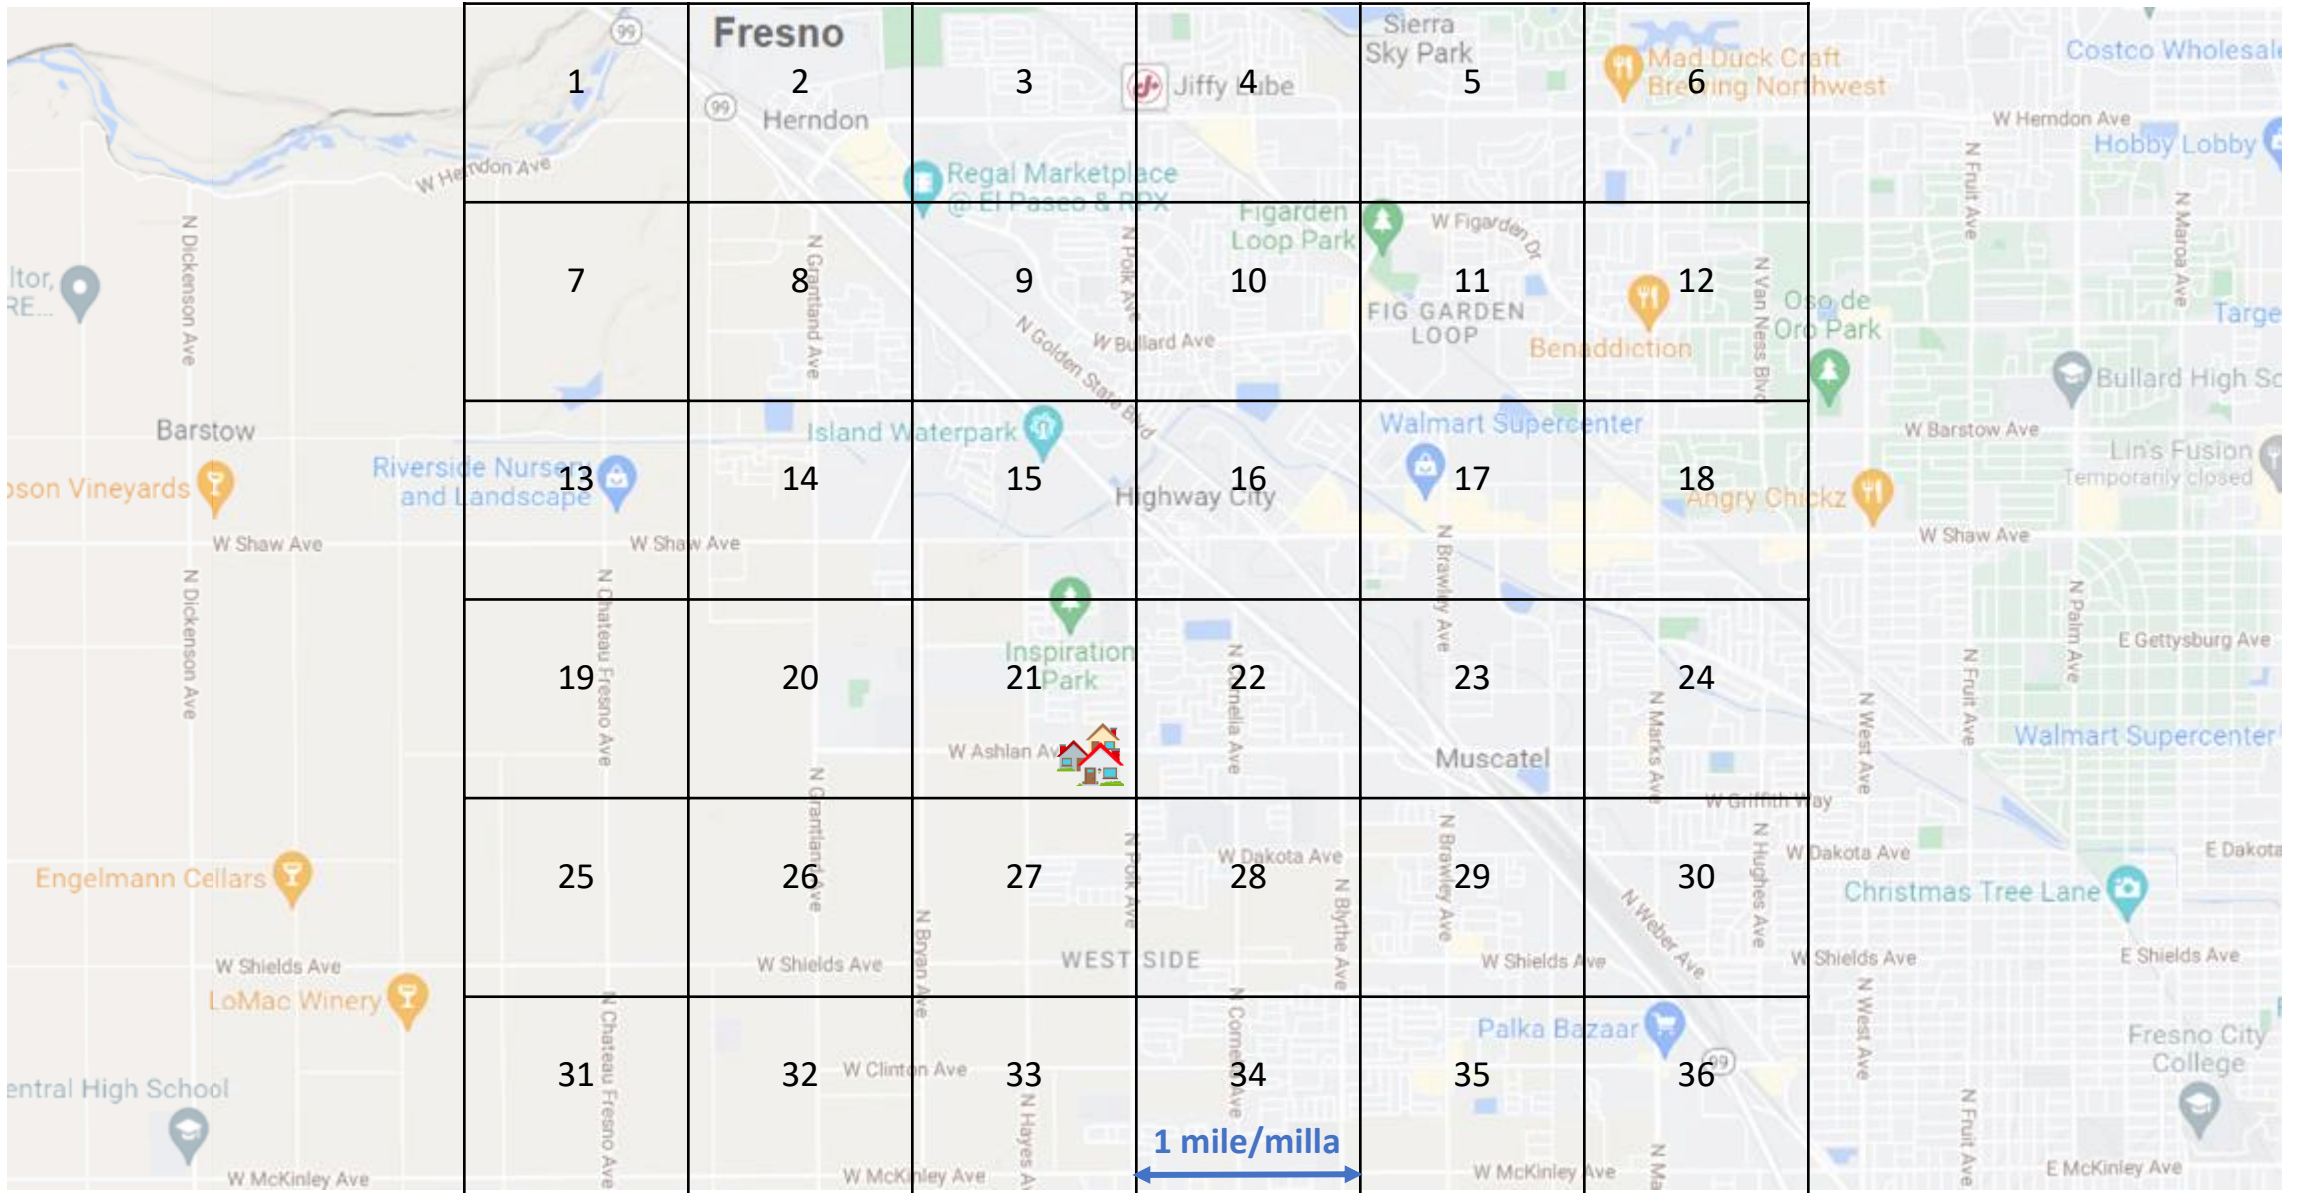 Fresno
99
Sierra
Sky Park
Mad Duck Craft
Brewing Northwest
Costco Wholesale
1
2
3
4
5
6
Jiffy Lube
99
Herndon
W Herndon Ave
Hobby Lobby
W Herndon Ave
Regal Marketplace
@ El Paseo & RPX
N Fruit Ave
N Maroa Ave
Figarden
Loop Park
W Figarden Dr
N Dickenson Ave
N Grantland Ave
N Polk Ave
7
8
9
10
11
12
N Van Ness Blvd
Oso de
Oro Park
ltor,
RE...
FIG GARDEN
LOOP
Targe
N Golden State Blvd
W Bullard Ave
Benaddiction
Bullard High Sc
Barstow
Island Waterpark
Walmart Supercenter
W Barstow Ave
Lin's Fusion
Temporarily closed
Riverside Nursery
and Landscape
13
14
15
16
17
18
oson Vineyards
Highway City
Angry Chickz
W Shaw Ave
W Shaw Ave
W Shaw Ave
N Brawley Ave
N Dickenson Ave
N Chateau Fresno Ave
N Palm Ave
Inspiration
Park
E Gettysburg Ave
19
20
21
22
23
24
N Cornelia Ave
N Marks Ave
N West Ave
N Fruit Ave
Walmart Supercenter
W Ashlan Av
Muscatel
N Grantland Ave
W Griffith Way
N Polk Ave
N Brawley Ave
N Hughes Ave
W Dakota Ave
W Dakota Ave
E Dakota
Engelmann Cellars
25
26
27
28
29
30
N Blythe Ave
N Weber Ave
Christmas Tree Lane
N Bryan Ave
W Shields Ave
W Shields Ave
WEST SIDE
W Shields Ave
W Shields Ave
E Shields Ave
LoMac Winery
N Chateau Fresno Ave
N Cornelia Ave
Palka Bazaar
N West Ave
Fresno City
College
31
32
33
34
35
36
99
W Clinton Ave
entral High School
N Hayes A
N Fruit Ave
1 mile/milla
N Ma
W McKinley Ave
W McKinley Ave
W McKinley Ave
E McKinley Ave